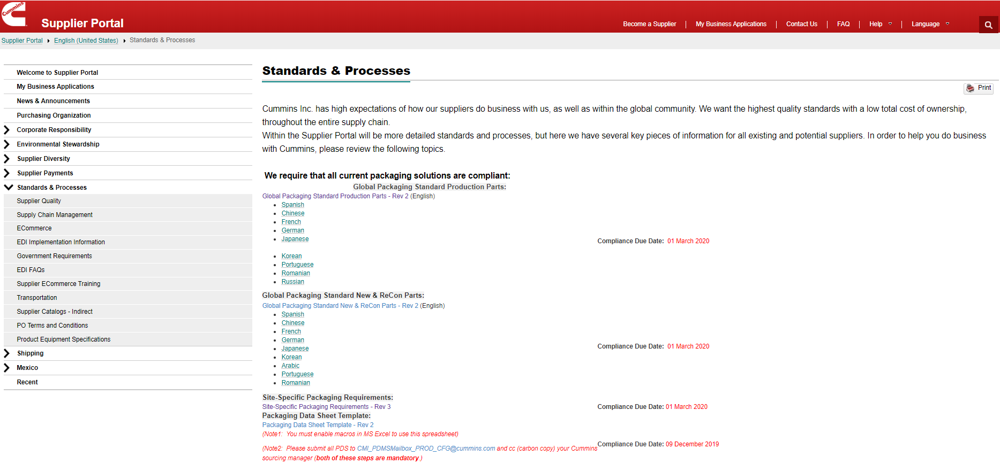 Cummins
Supplier Portal
Become a Supplier | My Business Applications | Contact Us | FAQ | Help | Language
Supplier Portal English (United States) Standards & Processes
Welcome to Supplier Portal
My Business Applications
News & Announcements
Purchasing Organization
Corporate Responsibility
Environmental Stewardship
Supplier Diversity
Supplier Payments
Standards & Processes
Supplier Quality
Supply Chain Management
ECommerce
EDI Implementation Information
Government Requirements
EDI FAQs
Supplier ECommerce Training
Transportation
Supplier Catalogs - Indirect
PO Terms and Conditions
Product Equipment Specifications
Shipping
Mexico
Recent
Standards & Processes
Print
Cummins Inc. has high expectations of how our suppliers do business with us, as well as within the global community. We want the highest quality standards with a low total cost of ownership,
throughout the entire supply chain.
Within the Supplier Portal will be more detailed standards and processes, but here we have several key pieces of information for all existing and potential suppliers. In order to help you do business
with Cummins, please review the following topics.
We require that all current packaging solutions are compliant:
Global Packaging Standard Production Parts:
Global Packaging Standard Production Parts - Rev 2 (English)
Spanish
Chinese
French
German
Japanese
Compliance Due Date: 01 March 2020
Korean
Portuguese
Romanian
Russian
Global Packaging Standard New & ReCon Parts:
Global Packaging Standard New & ReCon Parts - Rev 2 (English)
Spanish
Chinese
French
German
Japanese
Compliance Due Date: 01 March 2020
Korean
Arabic
Portuguese
Romanian
Site-Specific Packaging Requirements:
Site-Specific Packaging Requirements - Rev 3
Compliance Due Date: 01 March 2020
Packaging Data Sheet Template:
Packaging Data Sheet Template - Rev 2
(Note1: You must enable macros in MS Excel to use this spreadsheet)
Compliance Due Date: 09 December 2019
(Note2: Please submit all PDS to CMI_PDMSMailbox_PROD_CFG@cummins.com and cc (carbon copy) your Cummins
sourcing manager (both of these steps are mandatory.)